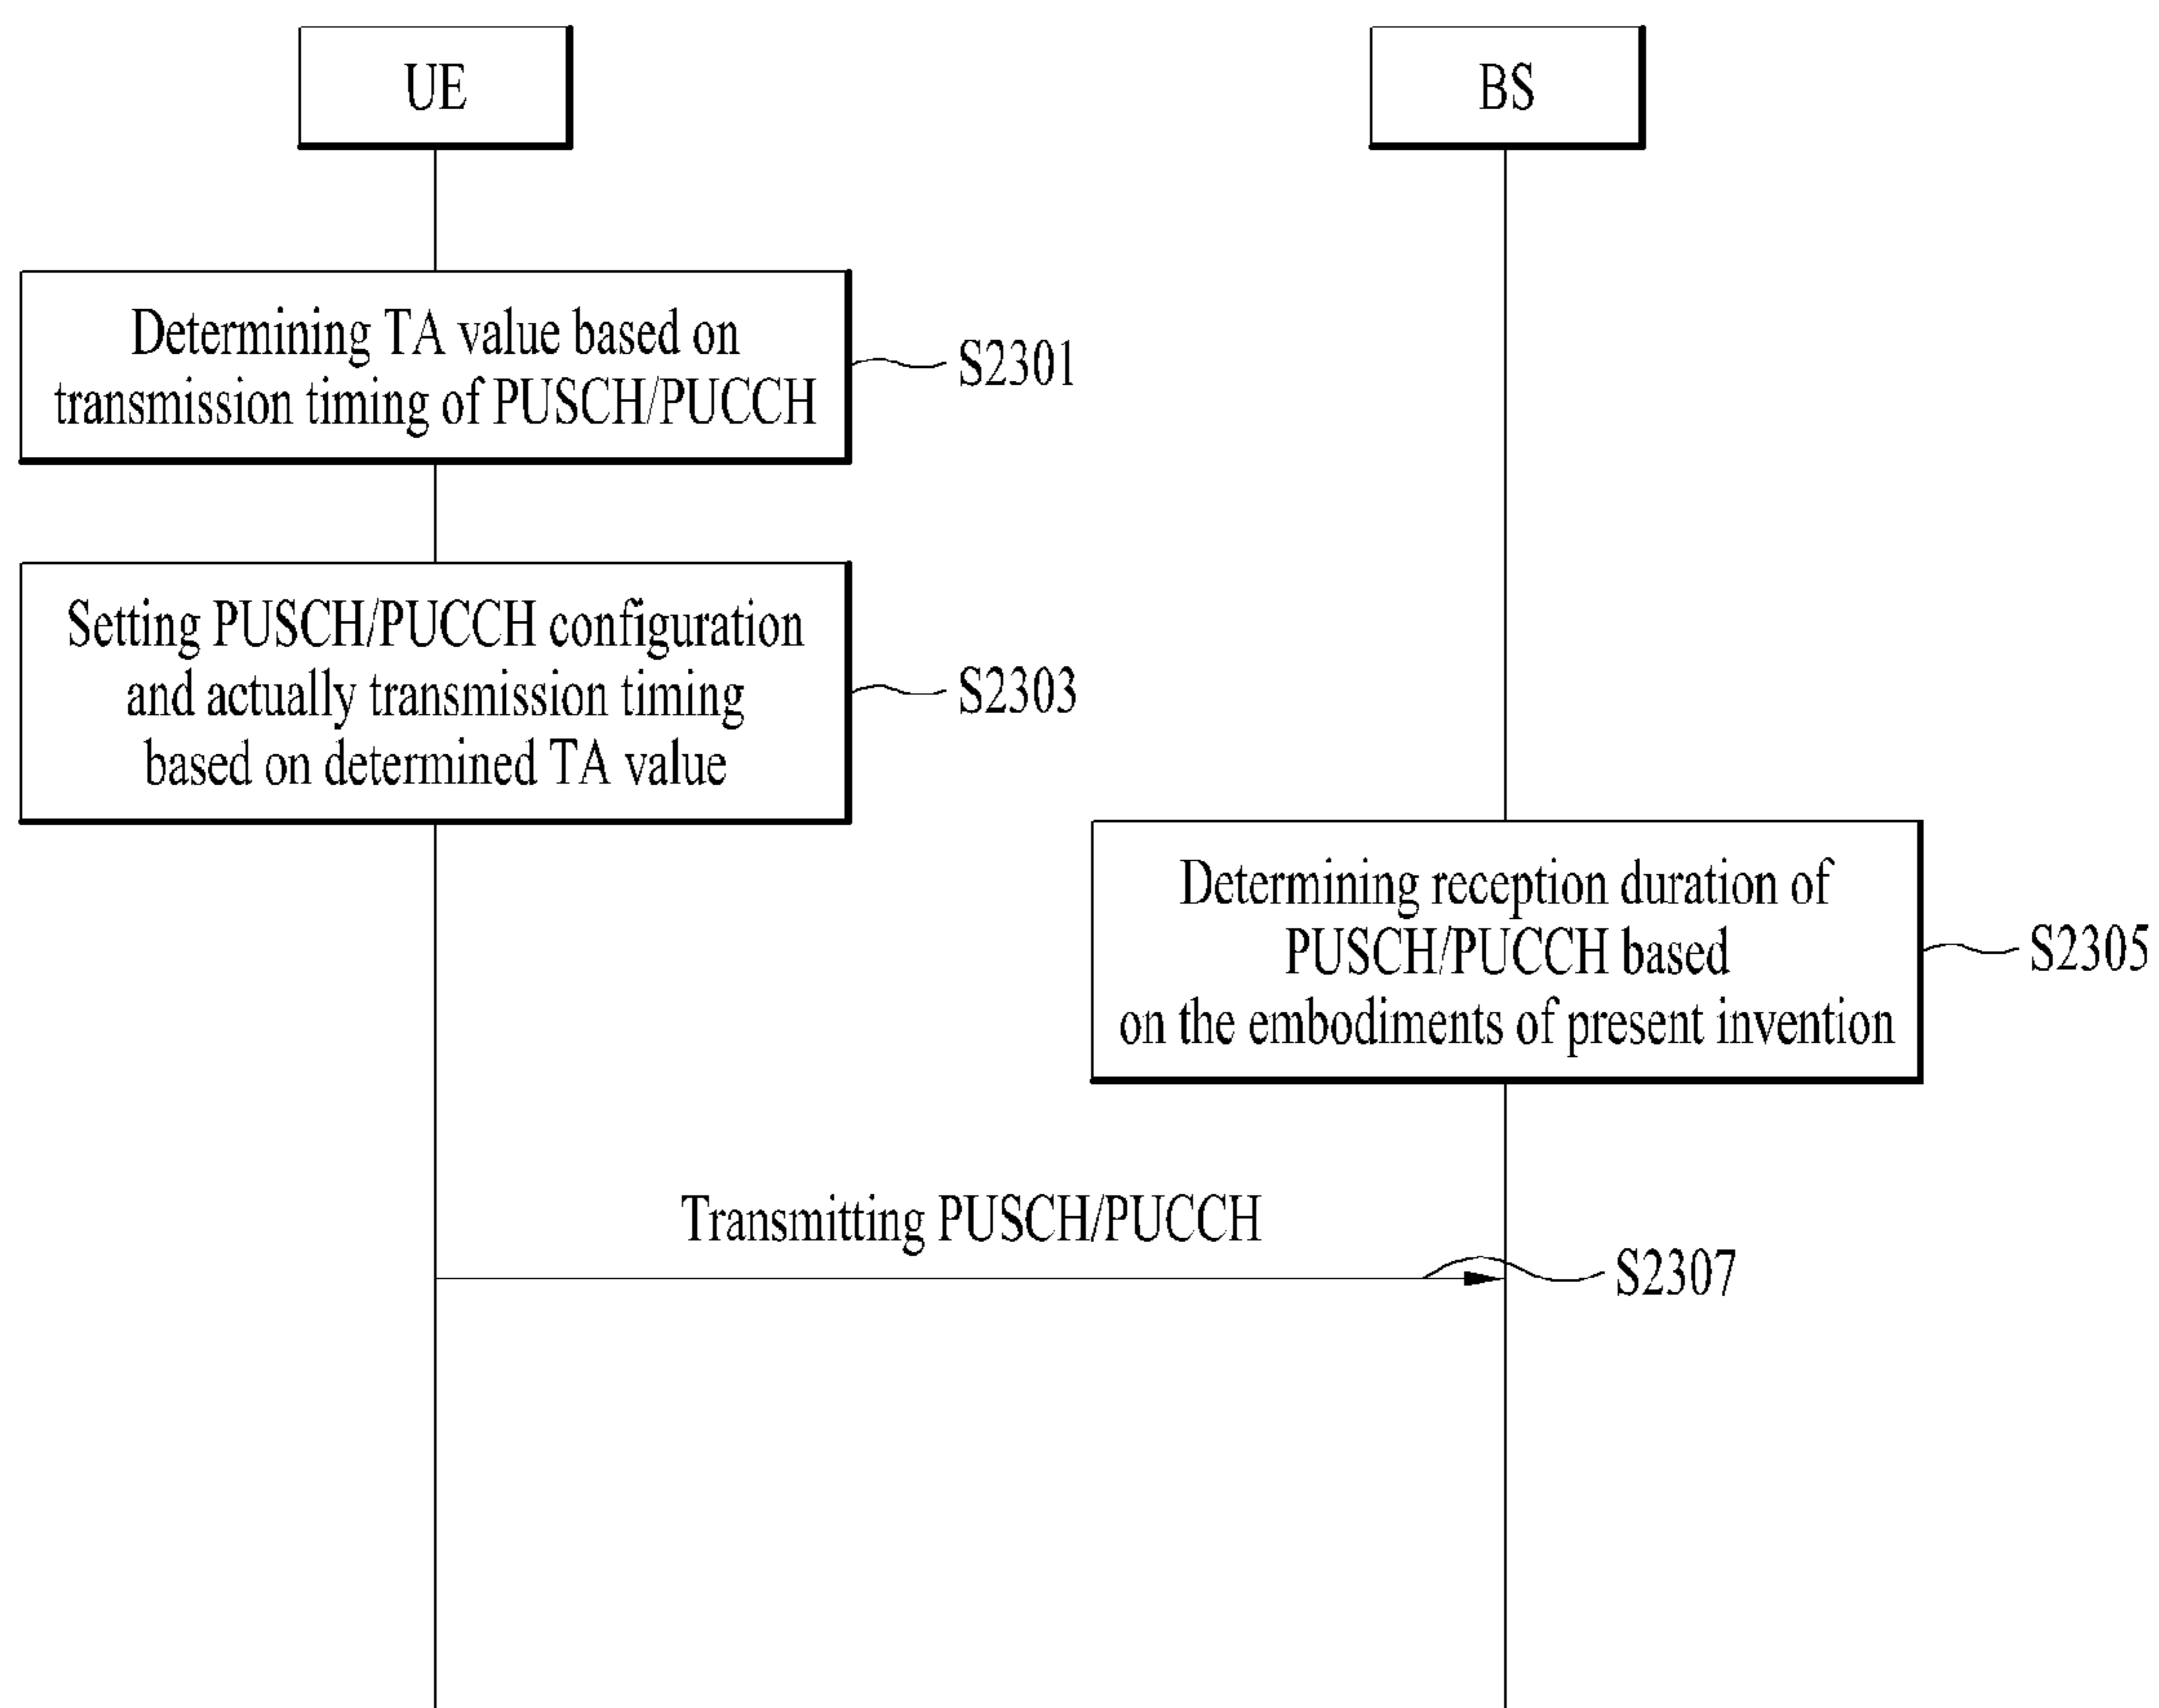 UE
BS
Determining TA value based on
transmission timing of PUSCH/PUCCH
S2301
Setting PUSCH/PUCCH configuration
and actually transmission timing
based on determined TA value
S2303
Determining reception duration of
PUSCH/PUCCH based
on the embodiments of present invention
S2305
Transmitting PUSCH/PUCCH
S2307